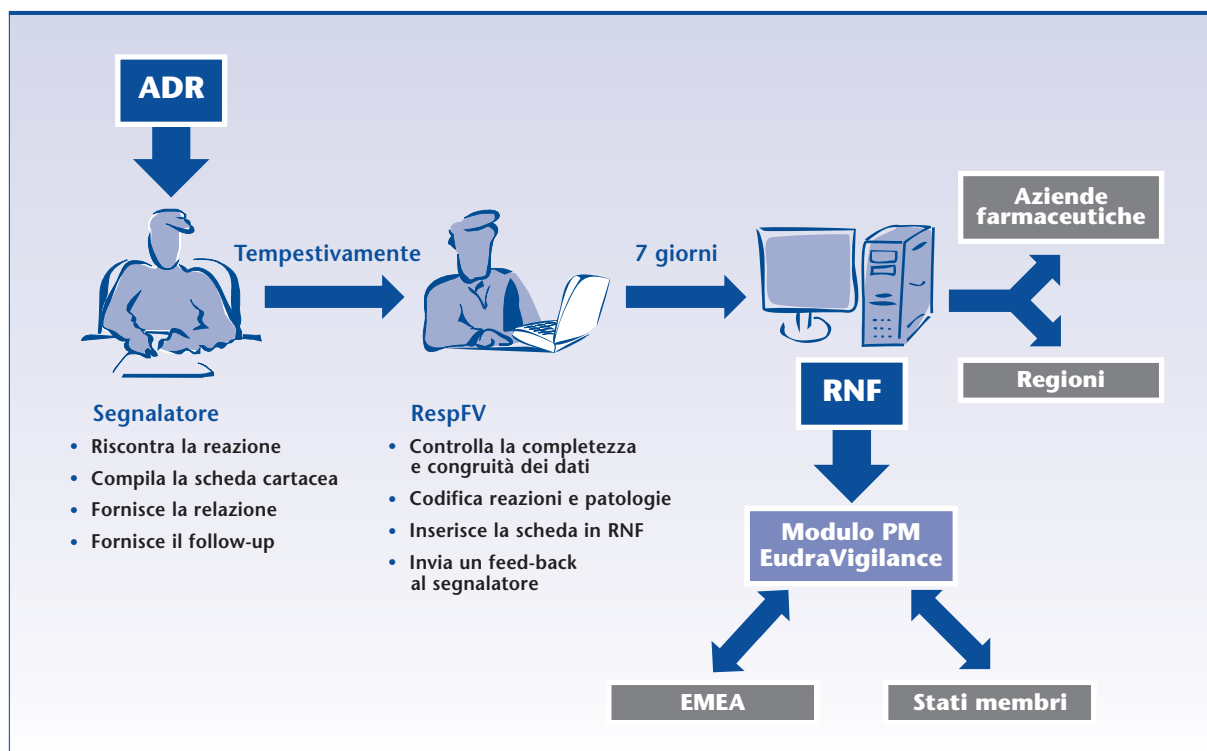 ADR
Tempestivamente
7 giorni
Aziende
farmaceutiche
Regioni
RNF
Segnalatore
• Riscontra la reazione
• Compila la scheda cartacea
• Fornisce la relazione
• Fornisce il follow-up
RespFV
• Controlla la completezza
e congruità dei dati
• Codifica reazioni e patologie
• Inserisce la scheda in RNF
• Invia un feed-back
al segnalatore
Modulo PM
EudraVigilance
EMEA
Stati membri